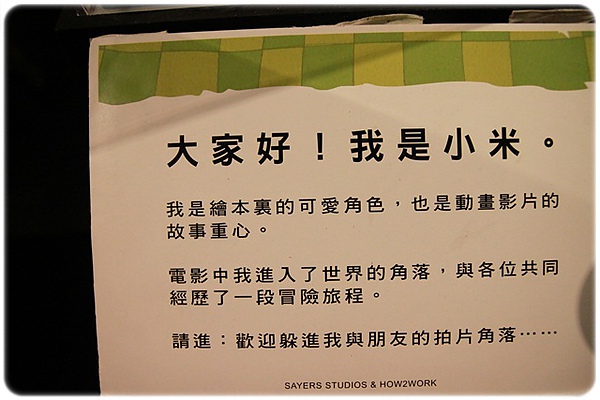 大家好！我是小米。
我是繪本裏的可愛角色，也是動畫影片的
故事重心。
電影中我進入了世界的角落，與各位共同
經歷了一段冒險旅程。
請進：歡迎躲進我與朋友的拍片角落……
SAYERS STUDIOS & HOW2WORK